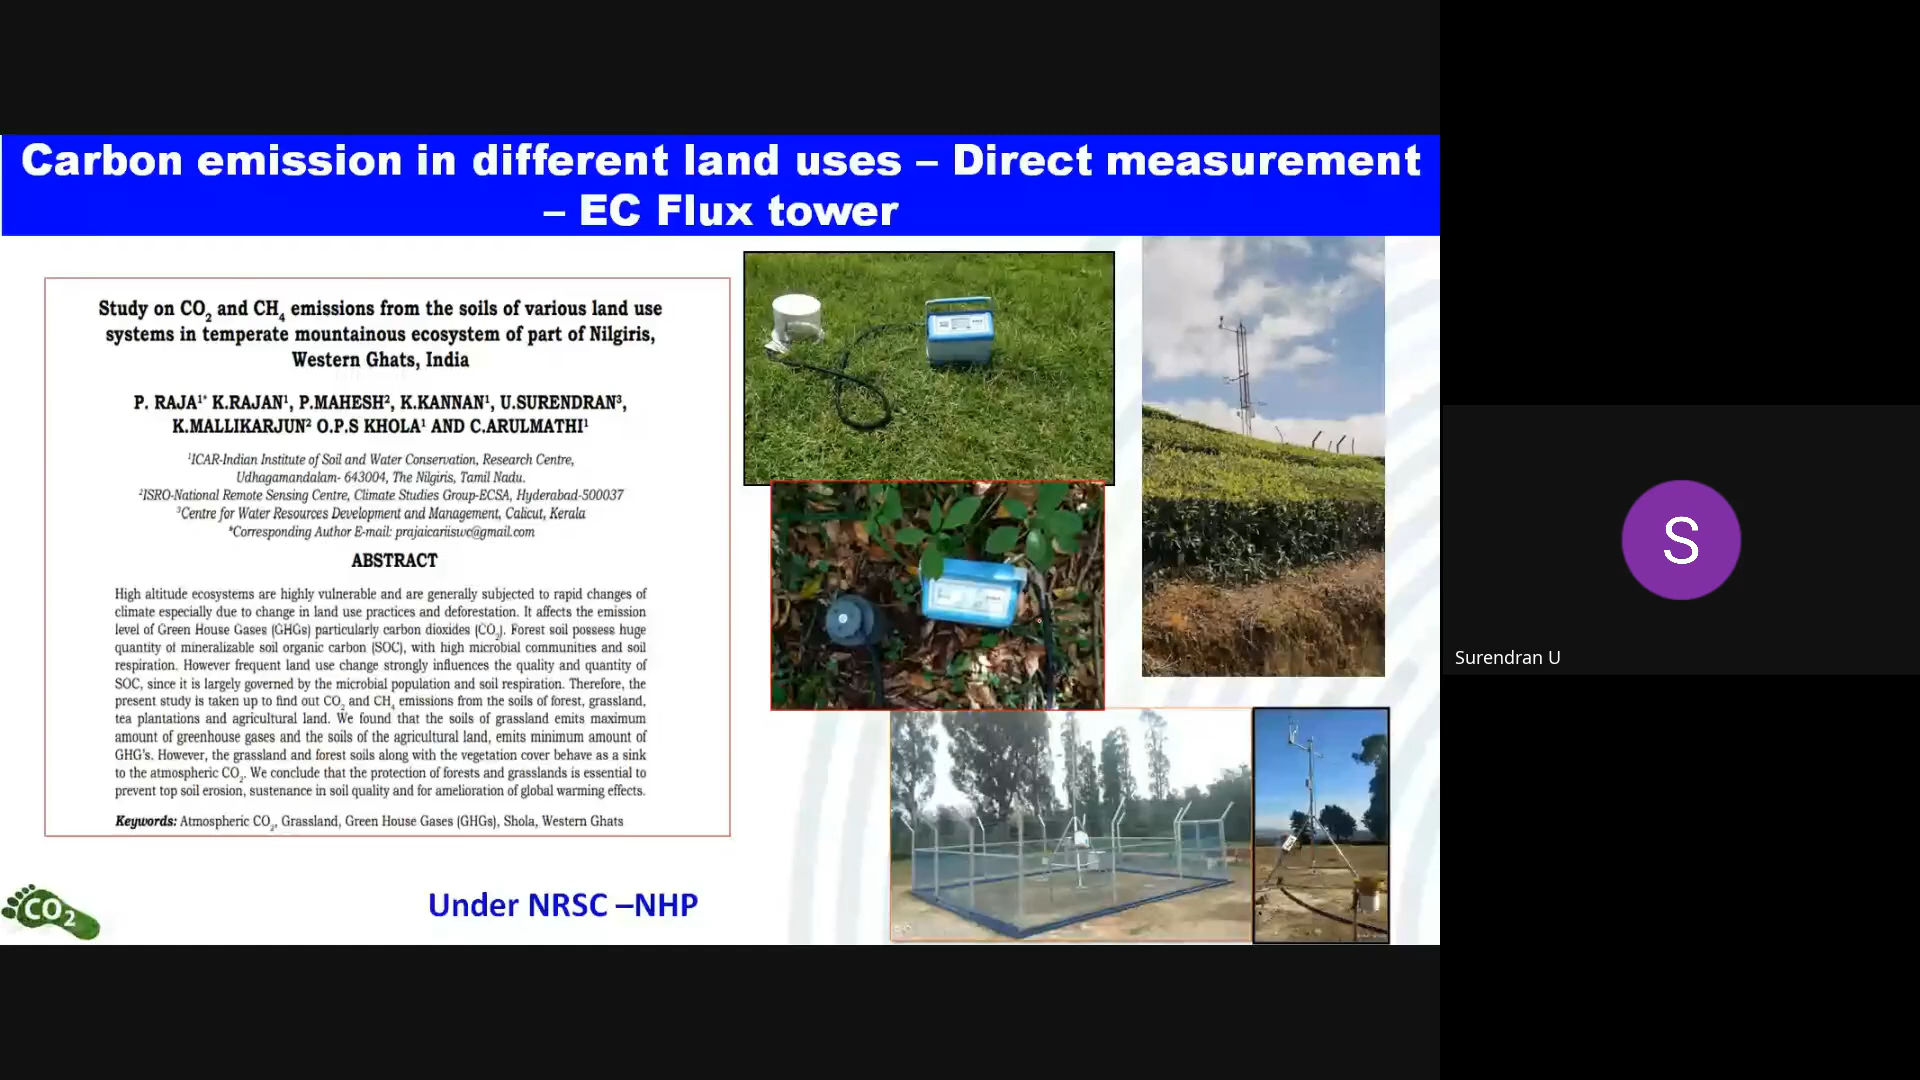 Carbon emission in different land uses – Direct measurement
– EC Flux tower
Study on CO₂ and CH₄ emissions from the soils of various land use
systems in temperate mountainous ecosystem of part of Nilgiris,
Western Ghats, India
P. RAJA¹* K.RAJAN¹, P.MAHESH², K.KANNAN¹, U.SURENDRAN³,
K.MALLIKARJUN² O.P.S KHOLA¹ AND C.ARULMATHI¹
¹ICAR-Indian Institute of Soil and Water Conservation, Research Centre,
Udhagamandalam- 643004, The Nilgiris, Tamil Nadu.
²ISRO-National Remote Sensing Centre, Climate Studies Group-ECSA, Hyderabad-500037
³Centre for Water Resources Development and Management, Calicut, Kerala
*Corresponding Author E-mail: prajaicariiswc@gmail.com
ABSTRACT
High altitude ecosystems are highly vulnerable and are generally subjected to rapid changes of
climate especially due to change in land use practices and deforestation. It affects the emission
level of Green House Gases (GHGs) particularly carbon dioxides (CO₂). Forest soil possess huge
quantity of mineralizable soil organic carbon (SOC), with high microbial communities and soil
respiration. However frequent land use change strongly influences the quality and quantity of
SOC, since it is largely governed by the microbial population and soil respiration. Therefore, the
present study is taken up to find out CO₂ and CH₄ emissions from the soils of forest, grassland,
tea plantations and agricultural land. We found that the soils of grassland emits maximum
amount of greenhouse gases and the soils of the agricultural land, emits minimum amount of
GHG's. However, the grassland and forest soils along with the vegetation cover behave as a sink
to the atmospheric CO₂. We conclude that the protection of forests and grasslands is essential to
prevent top soil erosion, sustenance in soil quality and for amelioration of global warming effects.
Keywords: Atmospheric CO₂, Grassland, Green House Gases (GHGs), Shola, Western Ghats
CO₂
Under NRSC –NHP
S
Surendran U